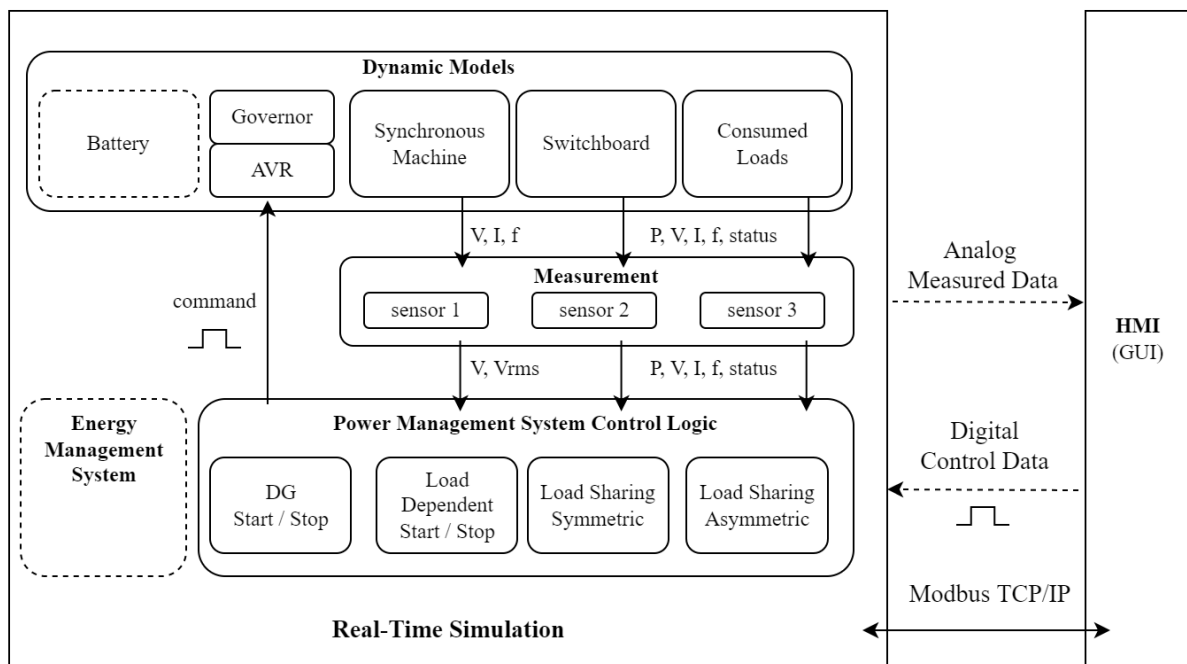 Dynamic Models
Battery
Governor
AVR
Synchronous
Machine
Switchboard
Consumed
Loads
V, I, f
P, V, I, f, status
Measurement
sensor 1
sensor 2
sensor 3
command
V, Vrms
P, V, I, f, status
Energy
Management
System
Power Management System Control Logic
DG
Start / Stop
Load
Dependent
Start / Stop
Load Sharing
Symmetric
Load Sharing
Asymmetric
Real-Time Simulation
Analog
Measured Data
Digital
Control Data
Modbus TCP/IP
HMI
(GUI)